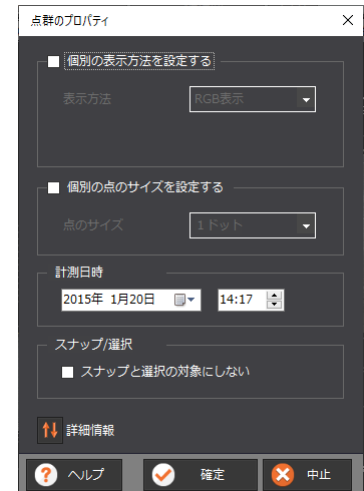 点群のプロパティ
個別の表示方法を設定する
表示方法 RGB表示
個別の点のサイズを設定する
点のサイズ 1ドット
計測日時
2015年 1月20日 14:17
スナップ/選択
スナップと選択の対象にしない
詳細情報
ヘルプ 確定 中止